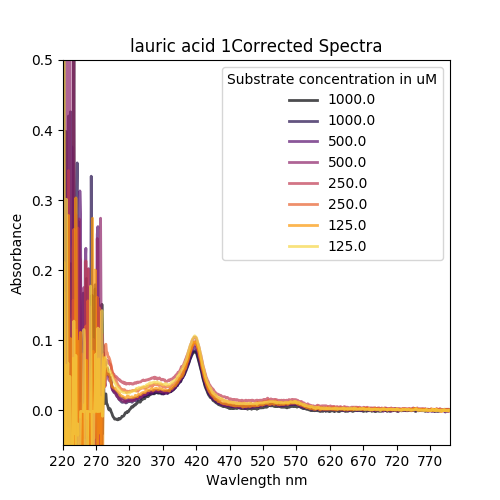 lauric acid 1Corrected Spectra
Substrate concentration in uM
1000.0
1000.0
500.0
500.0
250.0
250.0
125.0
125.0
Absorbance
0.5
0.4
0.3
0.2
0.1
0.0
220 270 320 370 420 470 520 570 620 670 720 770
Wavlength nm